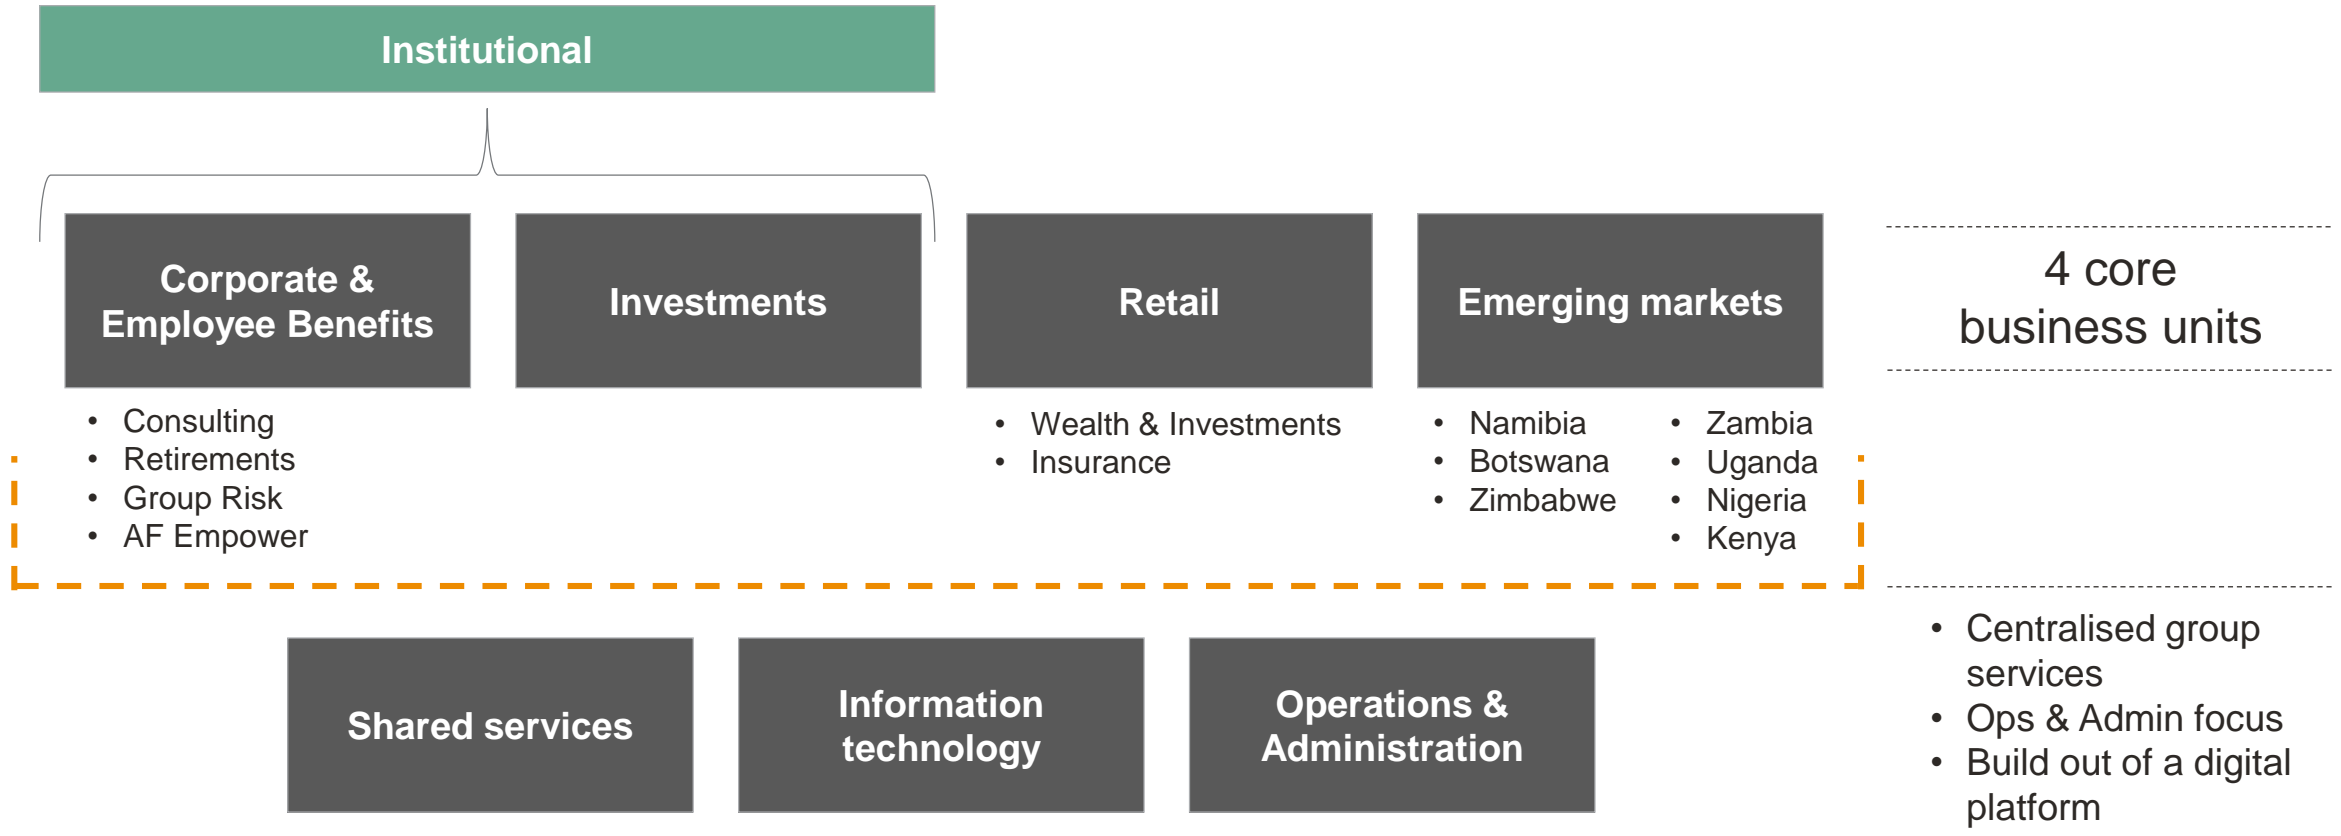 Institutional
Corporate &
Employee Benefits
Investments
Retail
Emerging markets
4 core
business units
• Consulting
• Retirements
• Group Risk
• AF Empower
• Wealth & Investments
• Insurance
• Namibia
• Botswana
• Zimbabwe
• Zambia
• Uganda
• Nigeria
• Kenya
Shared services
Information
technology
Operations &
Administration
• Centralised group
services
• Ops & Admin focus
• Build out of a digital
platform